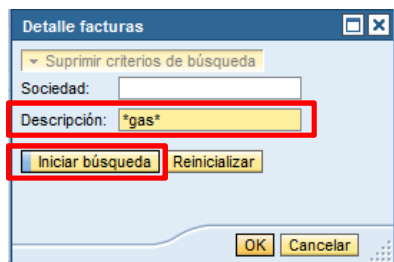 Detalle facturas
Suprimir criterios de búsqueda
Sociedad:
Descripción: *gas*
Iniciar búsqueda Reinicializar
OK Cancelar